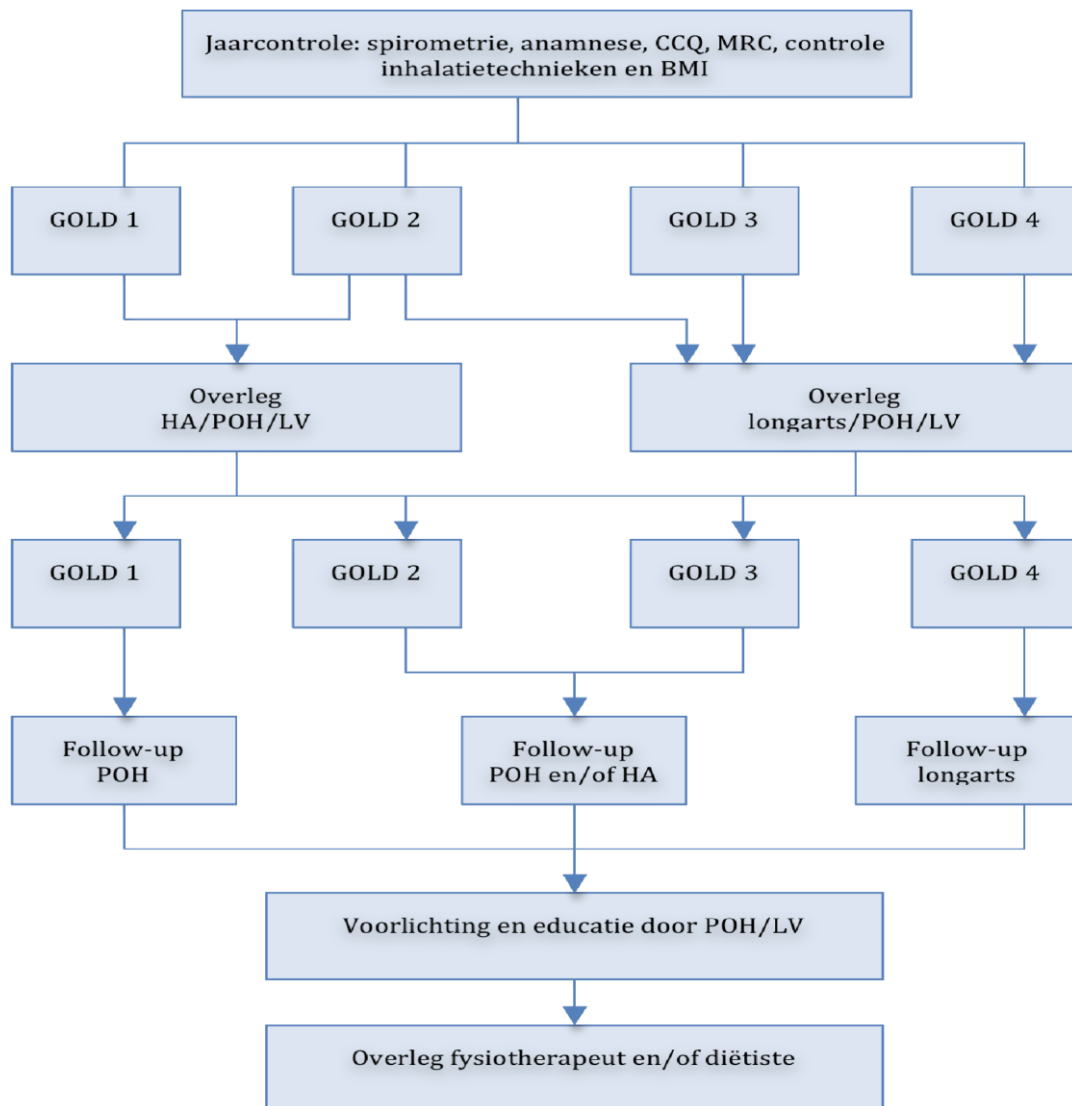 Jaarcontrole: spirometrie, anamnese, CCQ, MRC, controle
inhalatietechnieken en BMI
GOLD 1
GOLD 2
GOLD 3
GOLD 4
Overleg
HA/POH/LV
Overleg
longarts/POH/LV
GOLD 1
GOLD 2
GOLD 3
GOLD 4
Follow-up
POH
Follow-up
POH en/of HA
Follow-up
longarts
Voorlichting en educatie door POH/LV
Overleg fysiotherapeut en/of diëtiste